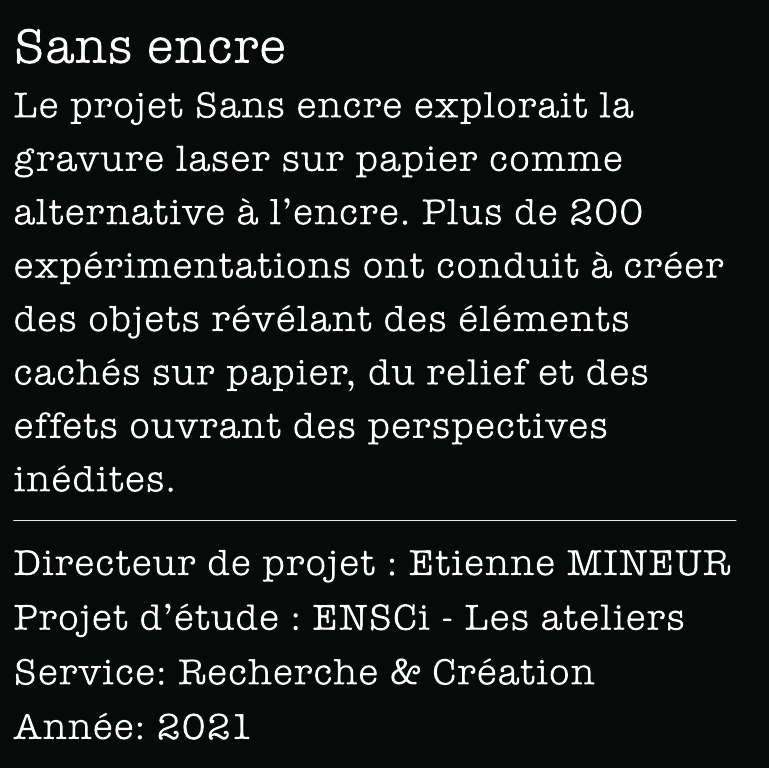 Sans encre
Le projet Sans encre explorait la
gravure laser sur papier comme
alternative à l’encre. Plus de 200
expérimentations ont conduit à créer
des objets révélant des éléments
cachés sur papier, du relief et des
effets ouvrant des perspectives
inédites.
Directeur de projet : Etienne MINEUR
Projet d’étude : ENSCi - Les ateliers
Service: Recherche & Création
Année: 2021